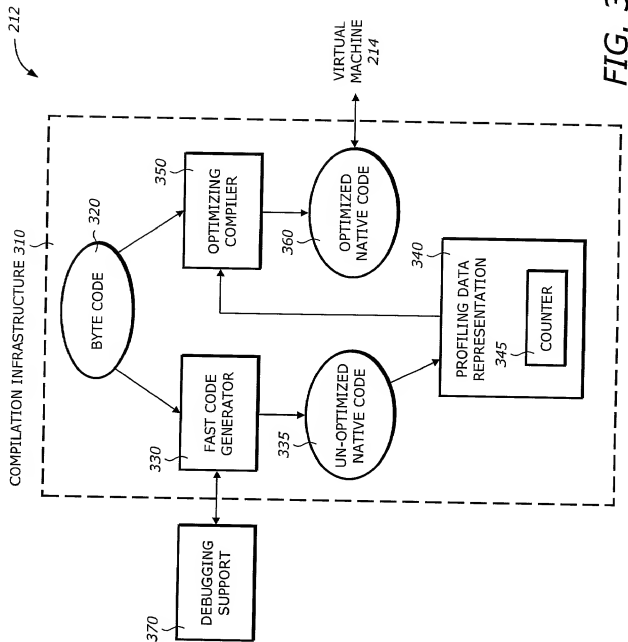 212
COMPILATION INFRASTRUCTURE 310
320
BYTE CODE
350
OPTIMIZING
COMPILER
VIRTUAL
MACHINE
214
330
FAST CODE
GENERATOR
360
OPTIMIZED
NATIVE CODE
370
DEBUGGING
SUPPORT
335
UN-OPTIMIZED
NATIVE CODE
340
PROFILING DATA
REPRESENTATION
345
COUNTER
FIG. 3